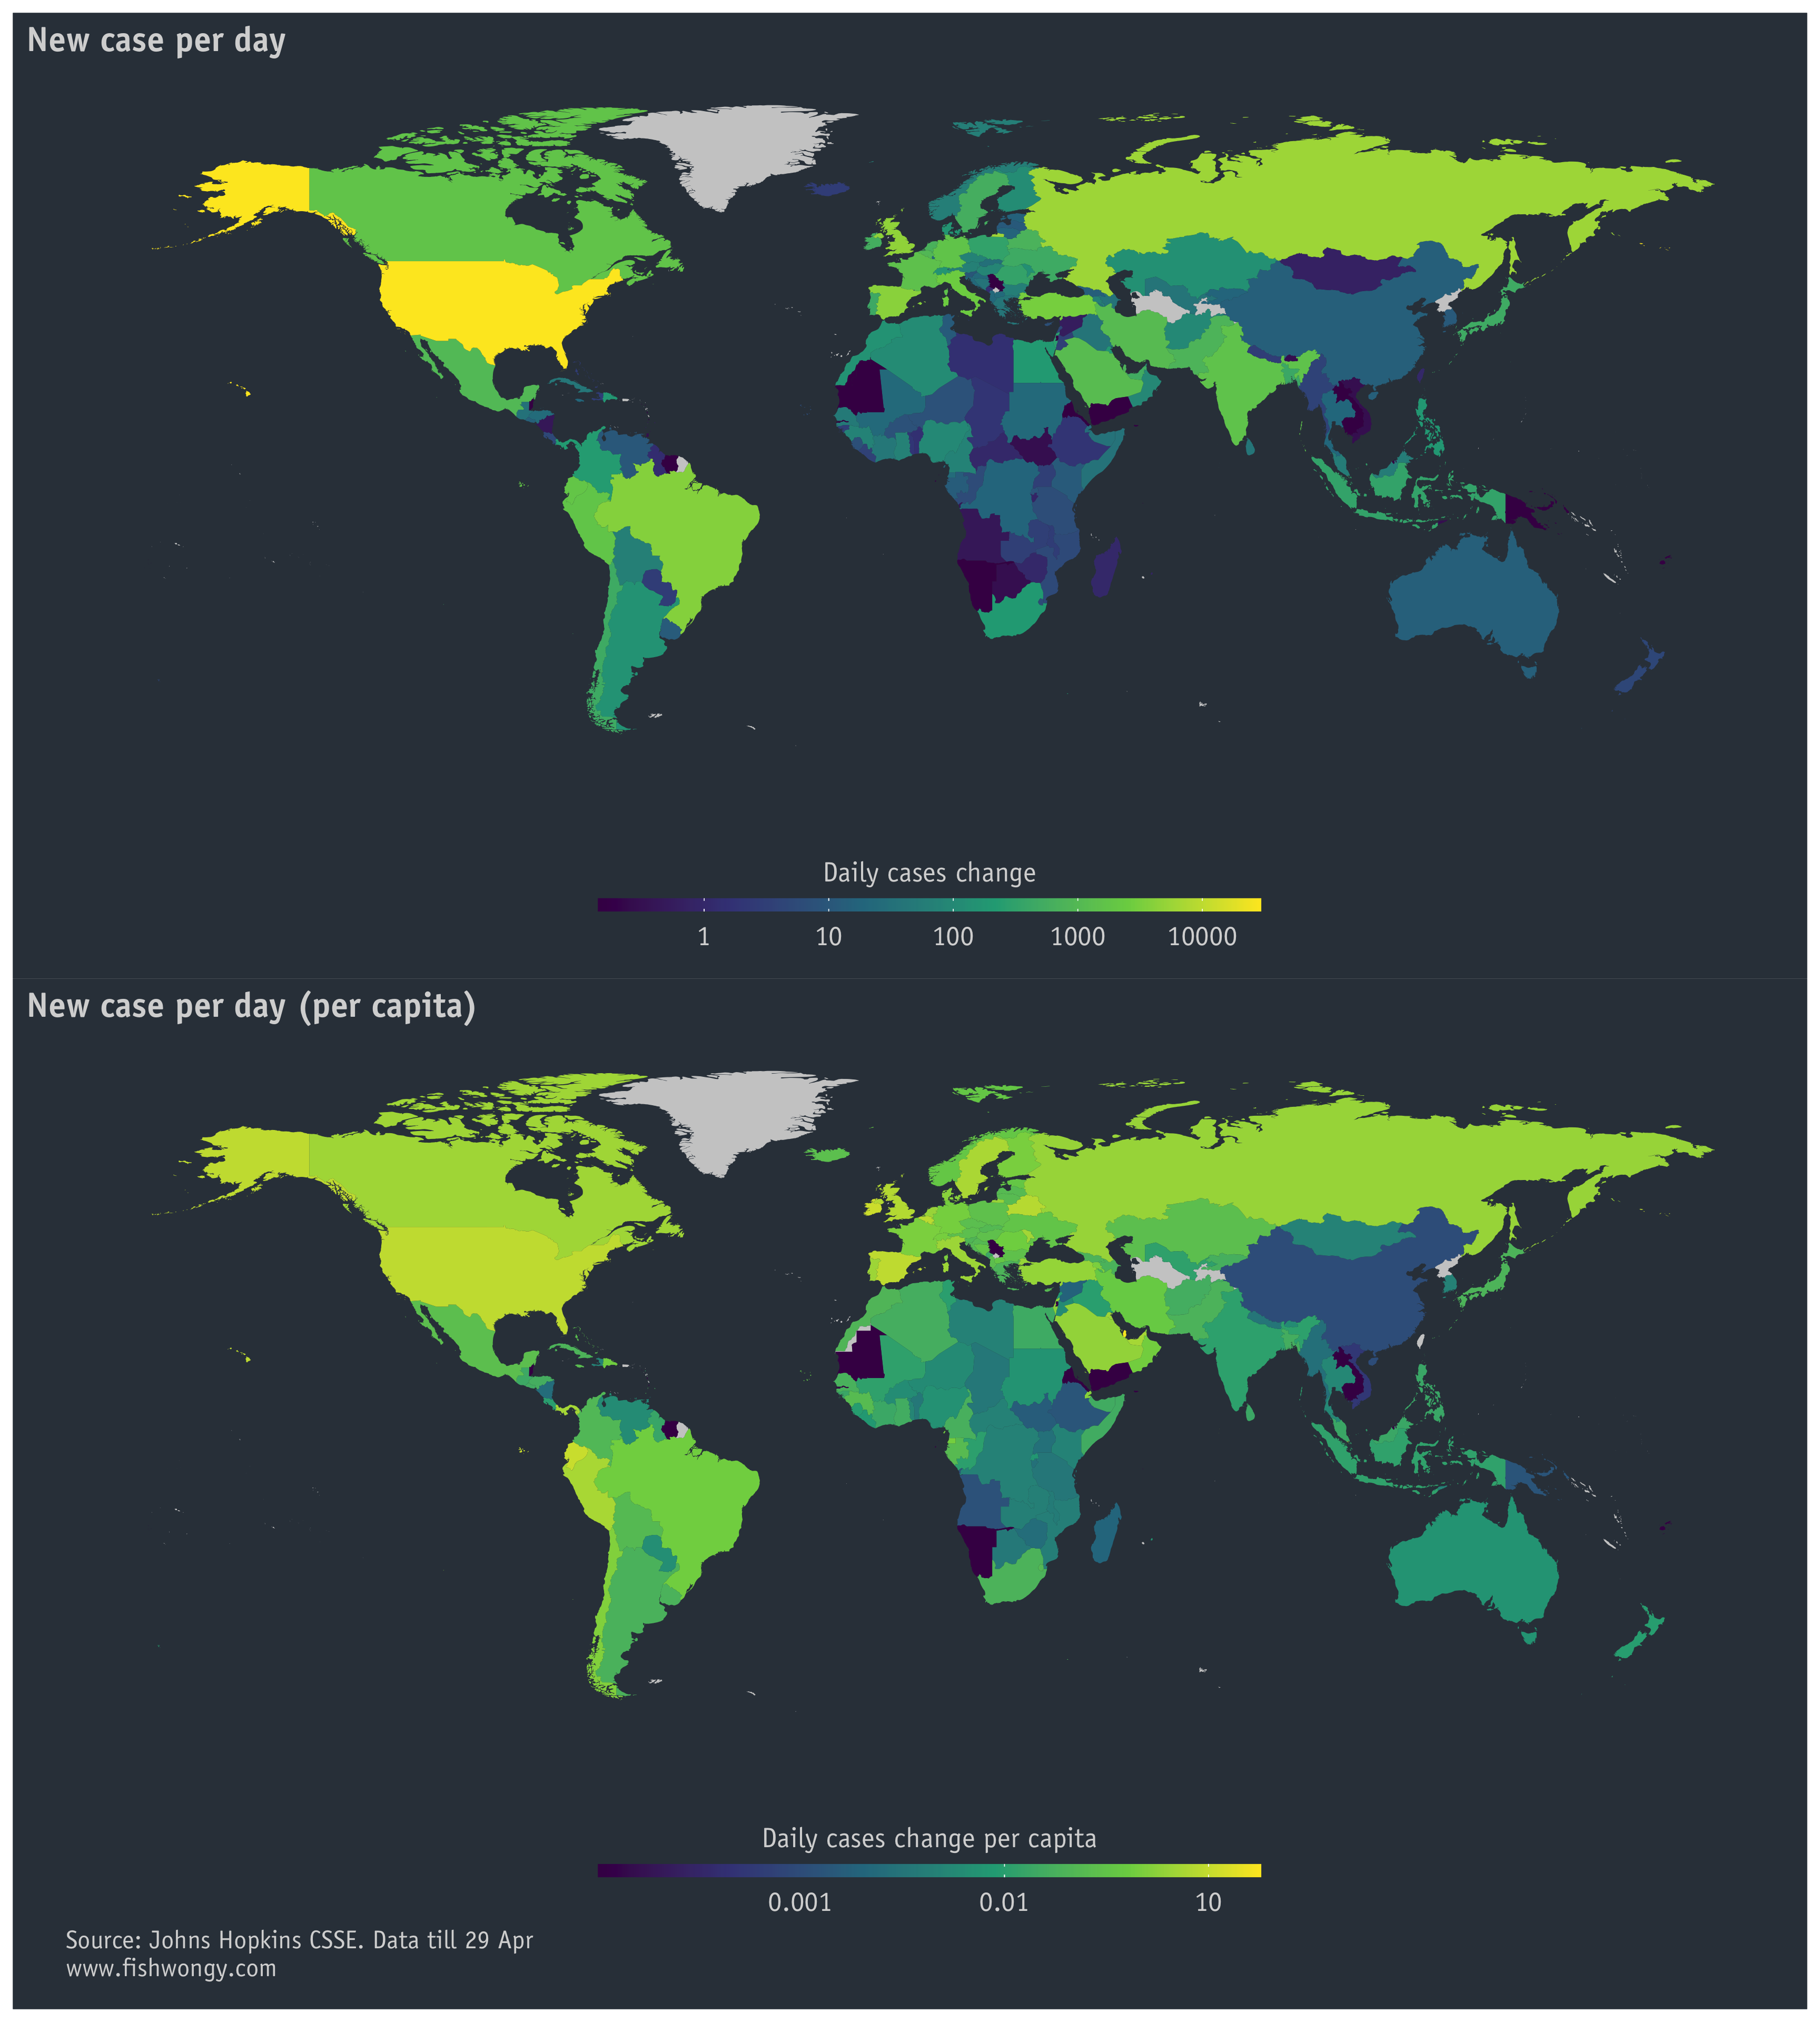 New case per day
Daily cases change
1 10 100 1000 10000
New case per day (per capita)
Daily cases change per capita
0.001 0.01 10
Source: Johns Hopkins CSSE. Data till 29 Apr
www.fishwongy.com